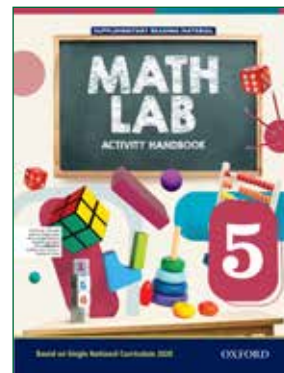 SUPPLEMENTARY READING MATERIAL
MATH
LAB
ACTIVITY HANDBOOK
5
Based on Single National Curriculum 2020
OXFORD